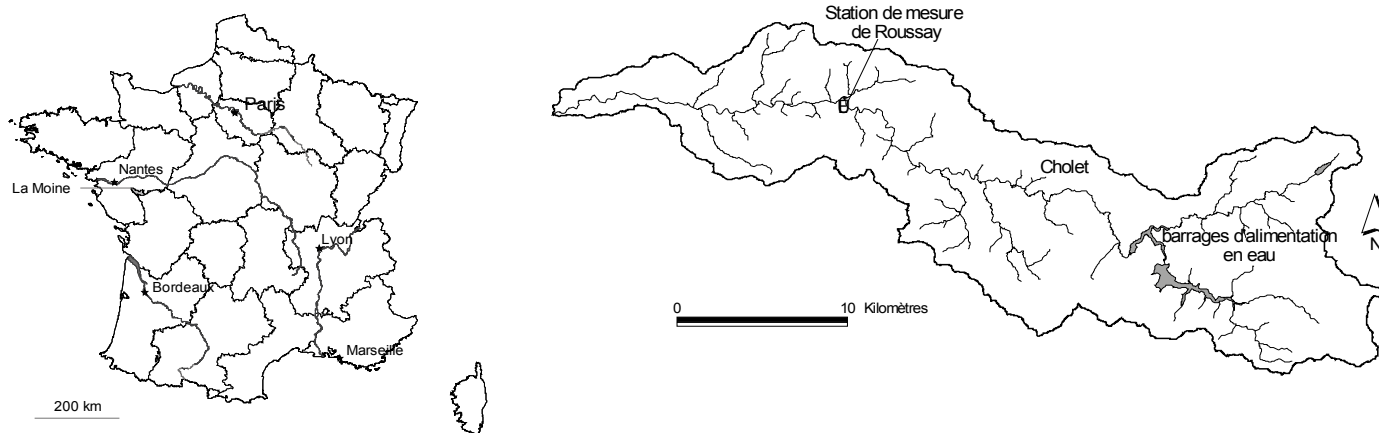 Paris
Nantes
La Moine
Lyon
Bordeaux
Marseille
200 km
Station de mesure
de Roussay
E
Cholet
barrages d'alimentation
en eau
N
0
10 Kilomètres